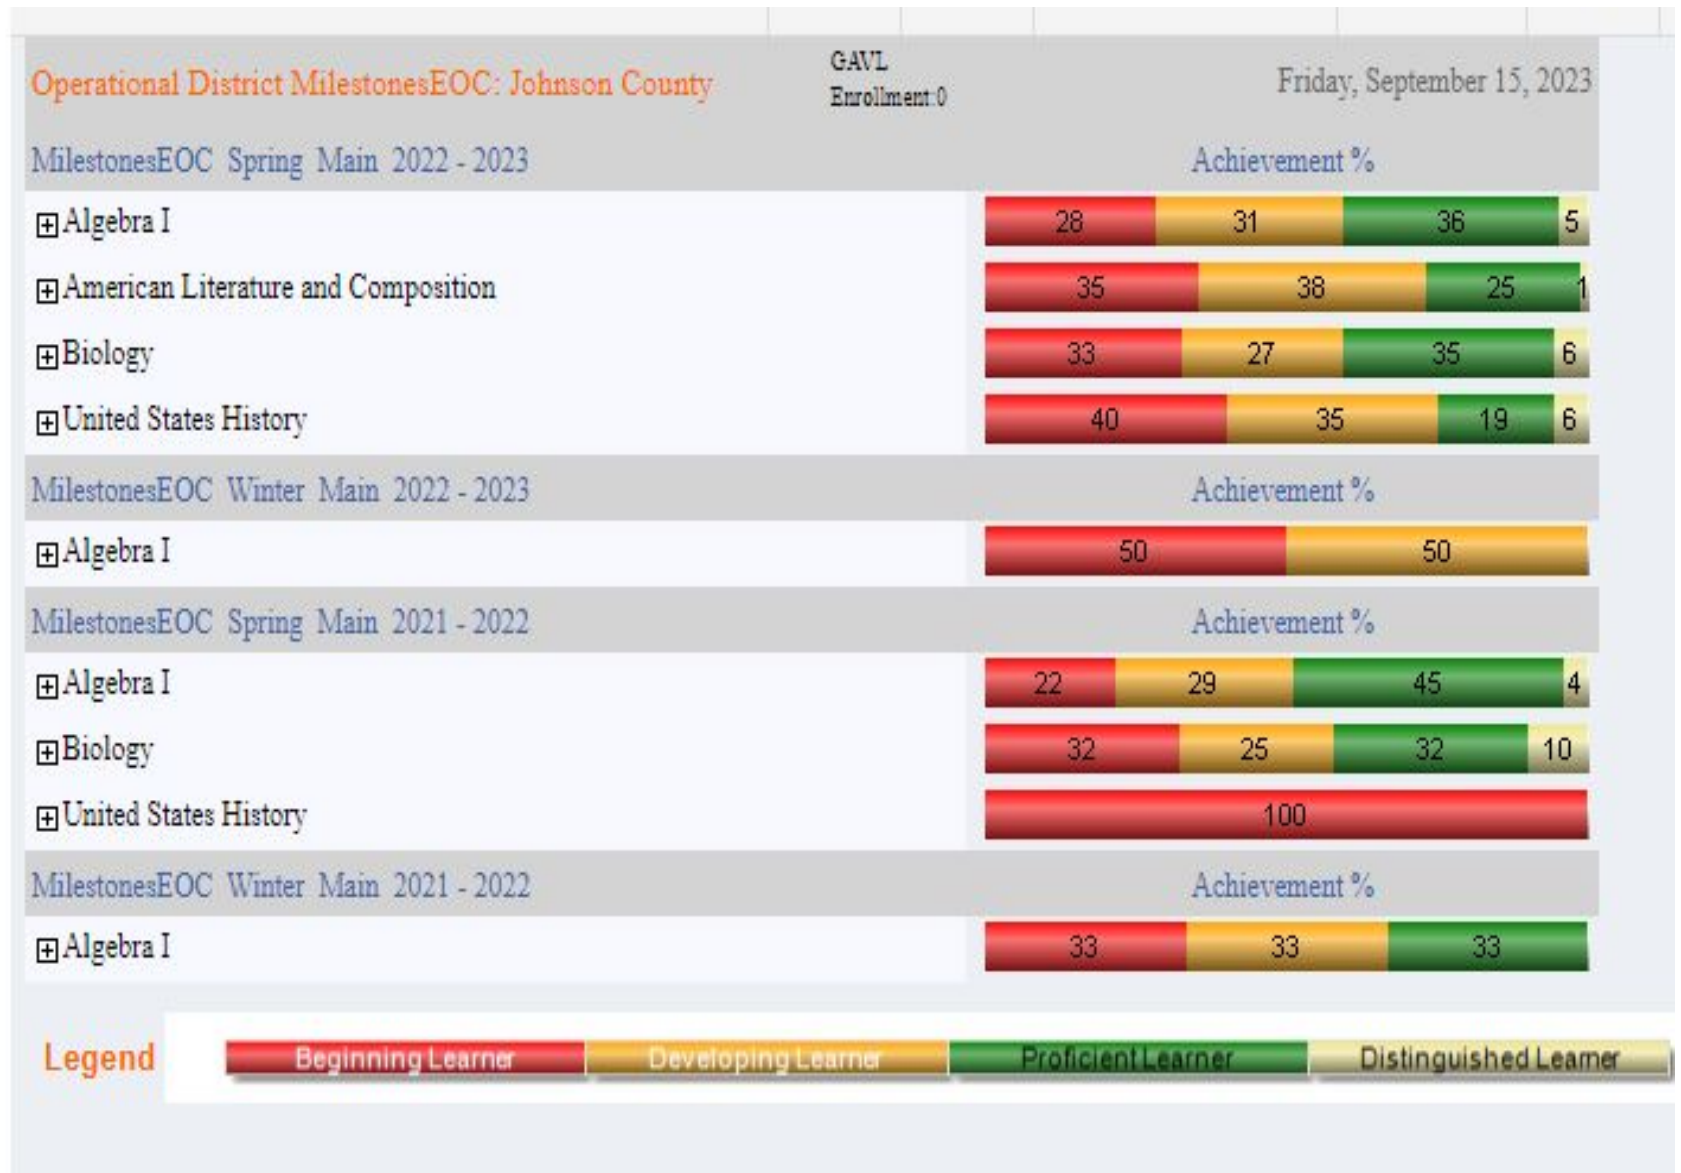 Operational District MilestonesEOC: Johnson County
GAVL
Enrollment:0
Friday, September 15, 2023
MilestonesEOC Spring Main 2022 - 2023 Achievement %
Algebra I 28 31 36 5
American Literature and Composition 35 38 25 1
Biology 33 27 35 6
United States History 40 35 19 6
MilestonesEOC Winter Main 2022 - 2023 Achievement %
Algebra I 50 50
MilestonesEOC Spring Main 2021 - 2022 Achievement %
Algebra I 22 29 45 4
Biology 32 25 32 10
United States History 100
MilestonesEOC Winter Main 2021 - 2022 Achievement %
Algebra I 33 33 33
Legend Beginning Learner Developing Learner Proficient Learner Distinguished Learner